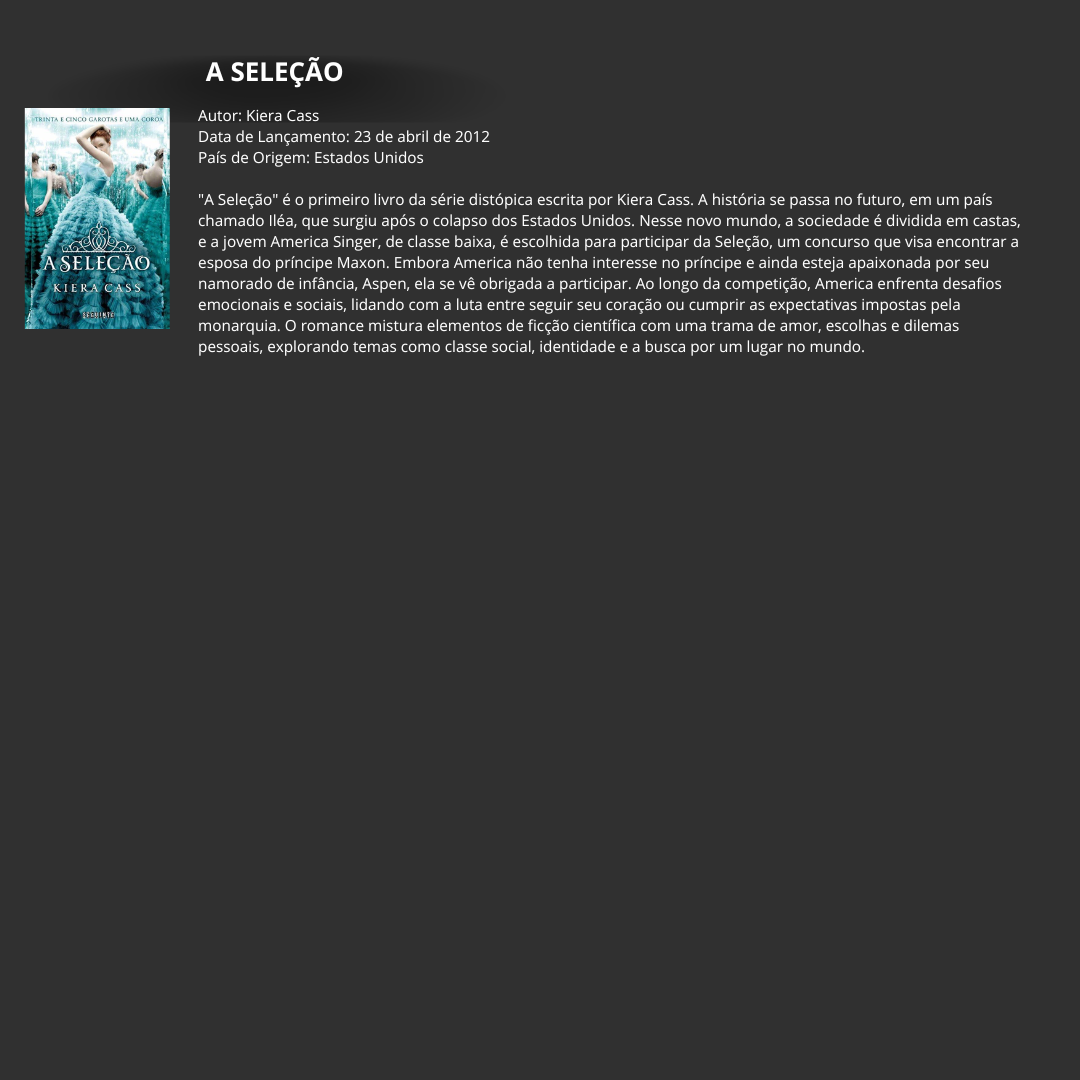 A SELEÇÃO
TRINTA E CINCO GAROTAS E UMA COROA
A SELEÇÃO
KIERA CASS
SEGUINTE
Autor: Kiera Cass
Data de Lançamento: 23 de abril de 2012
País de Origem: Estados Unidos
"A Seleção" é o primeiro livro da série distópica escrita por Kiera Cass. A história se passa no futuro, em um país
chamado Iléa, que surgiu após o colapso dos Estados Unidos. Nesse novo mundo, a sociedade é dividida em castas,
e a jovem America Singer, de classe baixa, é escolhida para participar da Seleção, um concurso que visa encontrar a
esposa do príncipe Maxon. Embora America não tenha interesse no príncipe e ainda esteja apaixonada por seu
namorado de infância, Aspen, ela se vê obrigada a participar. Ao longo da competição, America enfrenta desafios
emocionais e sociais, lidando com a luta entre seguir seu coração ou cumprir as expectativas impostas pela
monarquia. O romance mistura elementos de ficção científica com uma trama de amor, escolhas e dilemas
pessoais, explorando temas como classe social, identidade e a busca por um lugar no mundo.